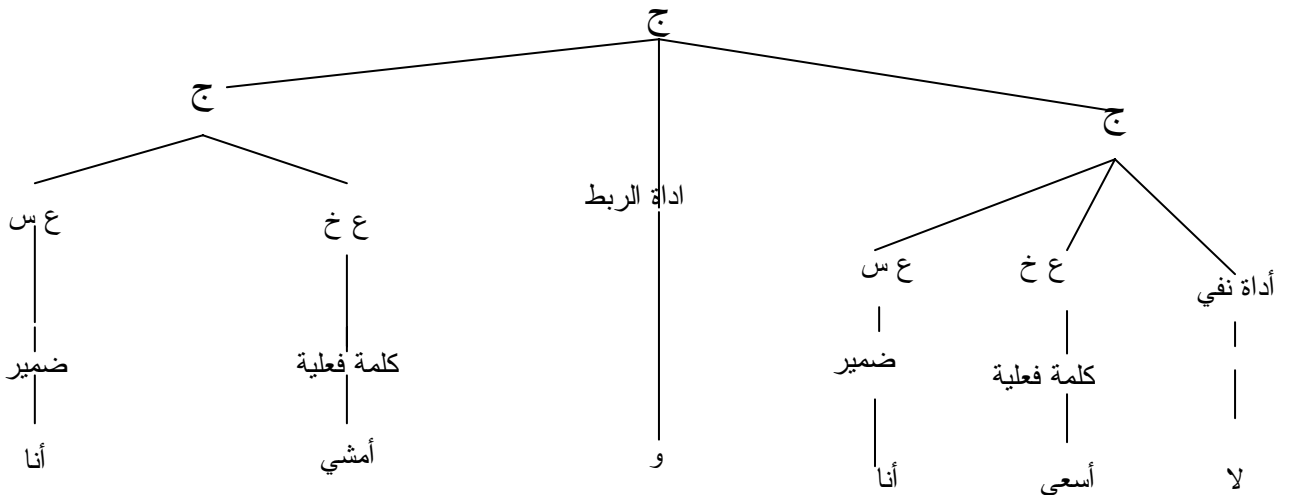 ج
ج
ج
اداة الربط
أداة نفي
ع خ
ع س
ع خ
ع س
كلمة فعلية
ضمير
كلمة فعلية
ضمير
لا
أسعى
أنا
و
أمشي
أنا